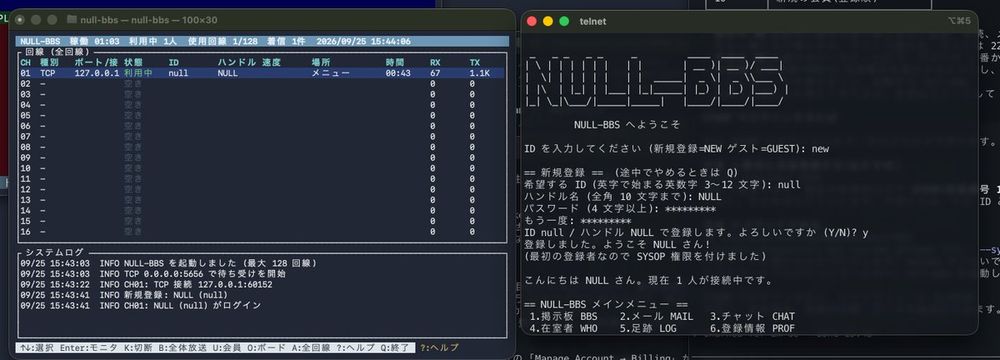 null-bbs — null-bbs — 100×30
NULL-BBS 稼働 01:03 利用中 1人 使用回線 1/128 着信 1件 2026/09/25 15:44:06
回線 (全回線)
CH 種別 ポート/接 状態 ID ハンドル 速度 場所 時間 RX TX
01 TCP 127.0.0.1 利用中 null NULL メニュー 00:43 67 1.1K
02 – 空き 0 0
03 – 空き 0 0
04 – 空き 0 0
05 – 空き 0 0
06 – 空き 0 0
07 – 空き 0 0
08 – 空き 0 0
09 – 空き 0 0
10 – 空き 0 0
11 – 空き 0 0
12 – 空き 0 0
13 – 空き 0 0
14 – 空き 0 0
15 – 空き 0 0
16 – 空き 0 0
システムログ
09/25 15:43:03 INFO NULL-BBS を起動しました (最大 128 回線)
09/25 15:43:03 INFO TCP 0.0.0.0:5656 で待ち受けを開始
09/25 15:43:21 INFO CH01: TCP 接続 127.0.0.1:60152
09/25 15:43:41 INFO 新規登録: NULL (null)
09/25 15:43:41 INFO CH01: NULL (null) がログイン
↑↓:選択 Enter:モニタ K:切断 B:全体放送 U:会員 O:ボード A:全回線 ?:ヘルプ Q:終了 ?:ヘルプ
telnet
⌥⌘5
NULL-BBS
NULL-BBS へようこそ
ID を入力してください (新規登録=NEW ゲスト=GUEST): new
== 新規登録 == (途中でやめるときは Q)
希望する ID (英字で始まる英数字 3~12 文字): null
ハンドル名 (全角 10 文字まで): NULL
パスワード (4 文字以上): *********
もう一度: *********
ID null / ハンドル NULL で登録します。よろしいですか (Y/N)? y
登録しました。ようこそ NULL さん!
(最初の登録者なので SYSOP 権限を付けました)
こんにちは NULL さん。現在 1 人が接続中です。
== NULL-BBS メインメニュー ==
1.掲示板 BBS 2.メール MAIL 3.チャット CHAT
4.在室者 WHO 5.足跡 LOG 6.登録情報 PROF
の「Manage Account → Billing」か